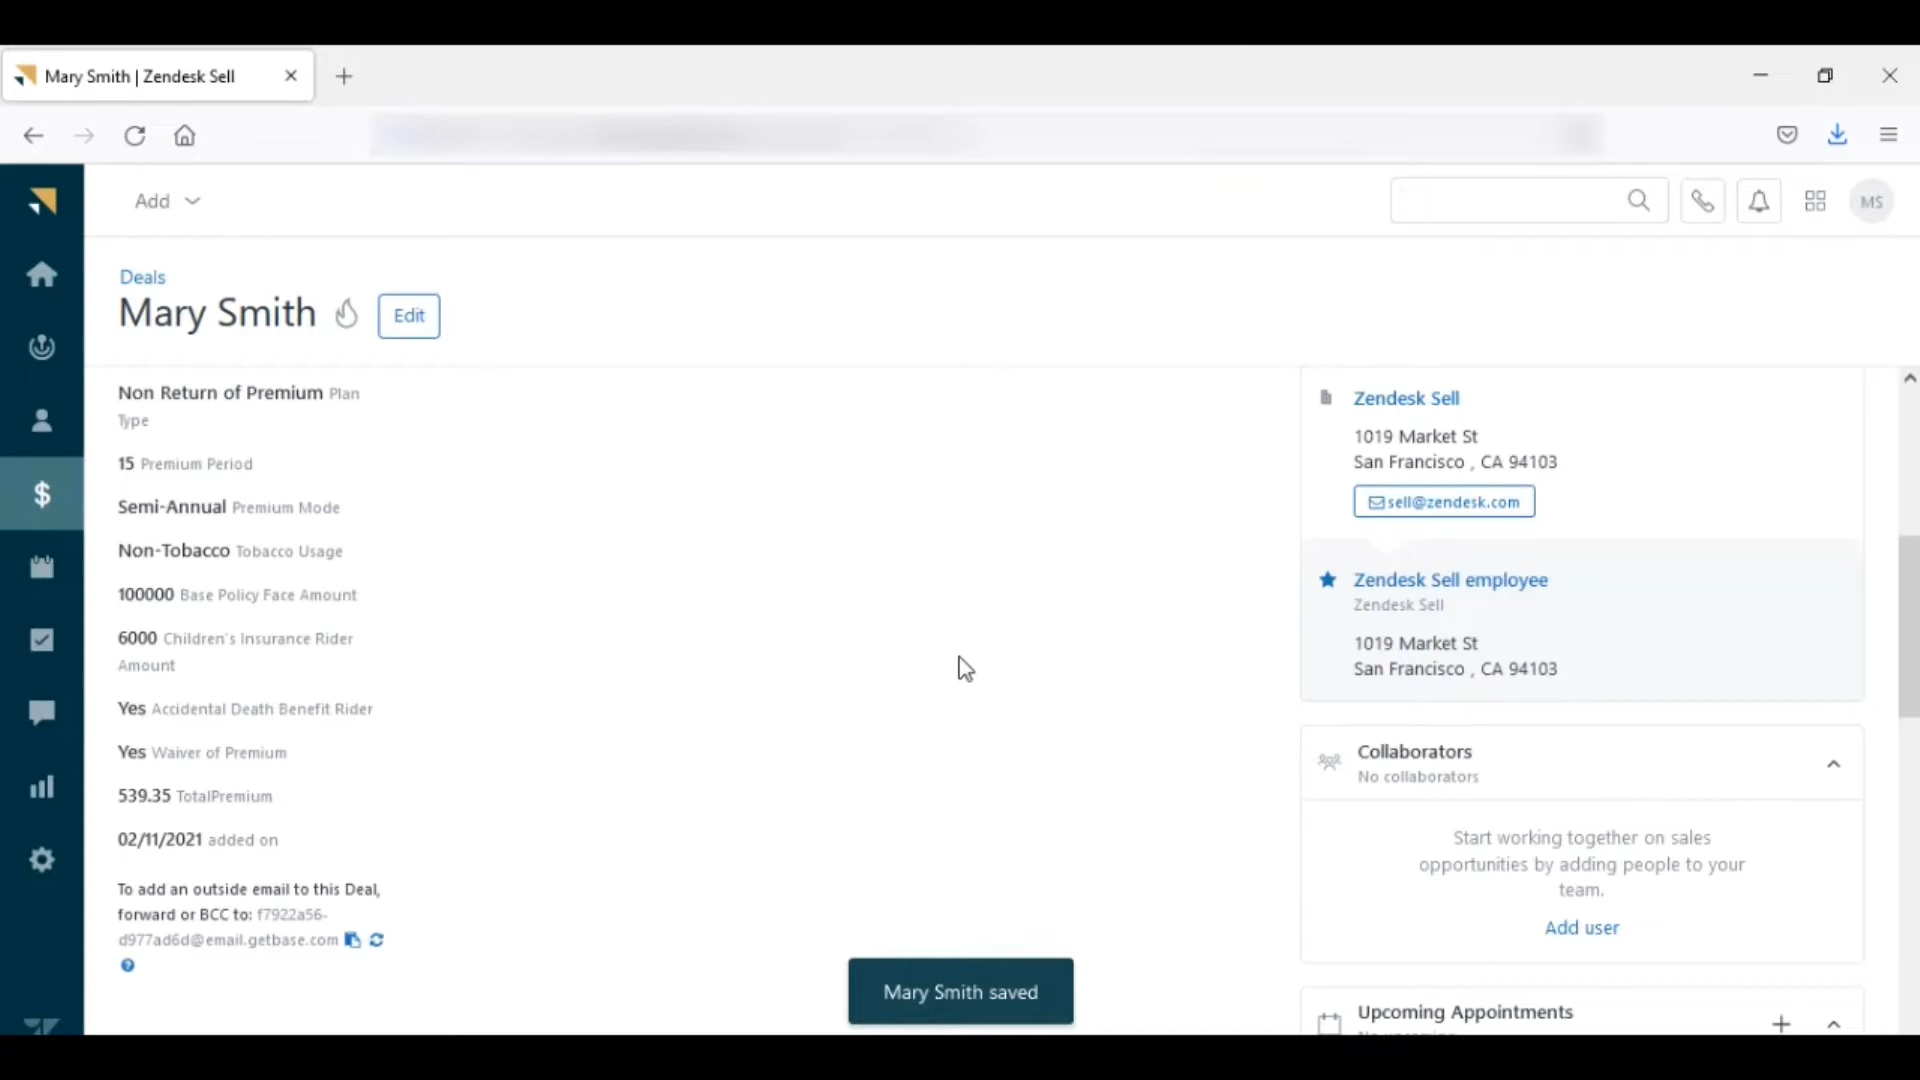 Mary Smith | Zendesk Sell
Add
MS
Deals
Mary Smith
Edit
Non Return of Premium Plan
Type
15 Premium Period
Semi-Annual Premium Mode
Non-Tobacco Tobacco Usage
100000 Base Policy Face Amount
6000 Children's Insurance Rider
Amount
Yes Accidental Death Benefit Rider
Yes Waiver of Premium
539.35 TotalPremium
02/11/2021 added on
To add an outside email to this Deal,
forward or BCC to: f7922a56-
d977ad6d@email.getbase.com
Zendesk Sell
1019 Market St
San Francisco , CA 94103
sell@zendesk.com
Zendesk Sell employee
Zendesk Sell
1019 Market St
San Francisco , CA 94103
Collaborators
No collaborators
Start working together on sales
opportunities by adding people to your
team.
Add user
Upcoming Appointments
Mary Smith saved